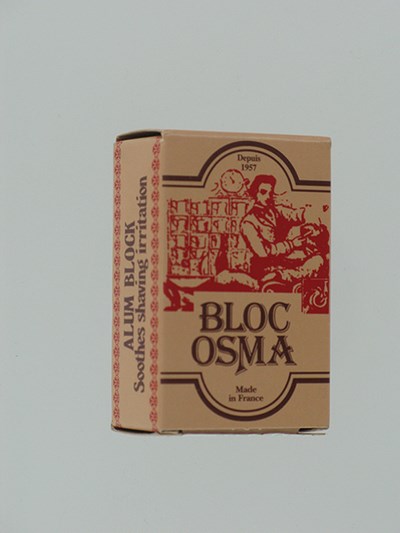 Depuis
1957
BLOC
OSMA
Made
in France
ALUM BLOCK
Soothes shaving irritation